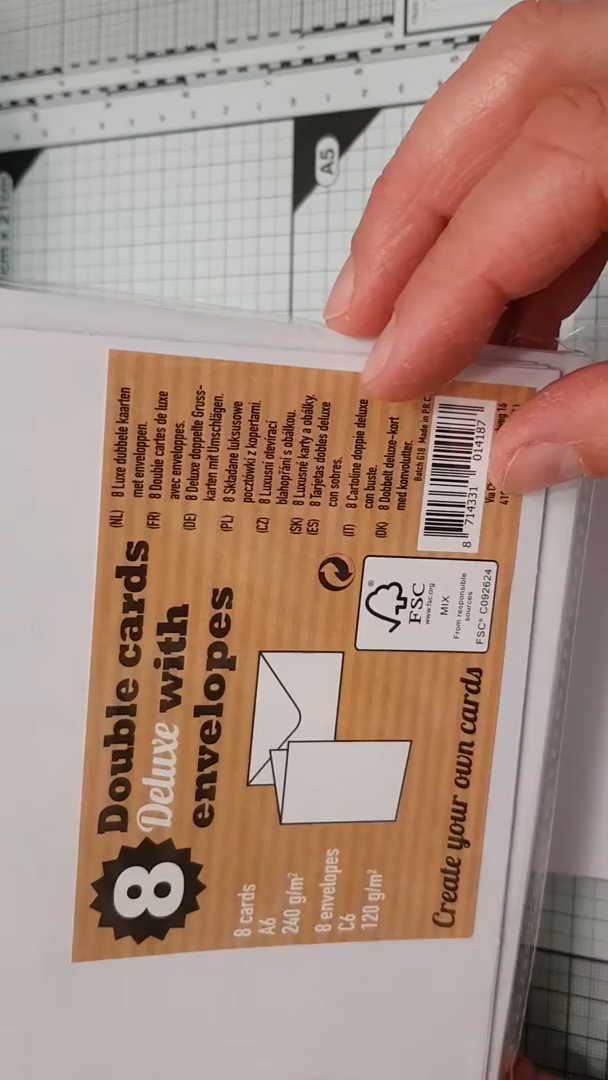 A5
8
Double cards
Deluxe with
envelopes
8 cards
A6
240 g/m²
8 envelopes
C6
120 g/m²
Create your own cards
(NL) 8 Luxe dubbele kaarten
met enveloppen.
(FR) 8 Double cartes de luxe
avec enveloppes.
(DE) 8 Deluxe doppelte Gruss-
karten mit Umschlägen.
(PL) 8 Składane luksusowe
pocztówki z kopertami.
(CZ) 8 Luxusní otevírací
blahopřání s obálkou.
(SK) 8 Luxusné karty a obálky.
(ES) 8 Tarjetas dobles deluxe
con sobres.
(IT) 8 Cartoline doppie deluxe
con buste.
(DK) 8 Dobbelt deluxe-kort
med konvolutter.
Batch C18 Made in P.R.C.
8 714331 014187
FSC
www.fsc.org
MIX
From responsible
sources
FSC® C092624